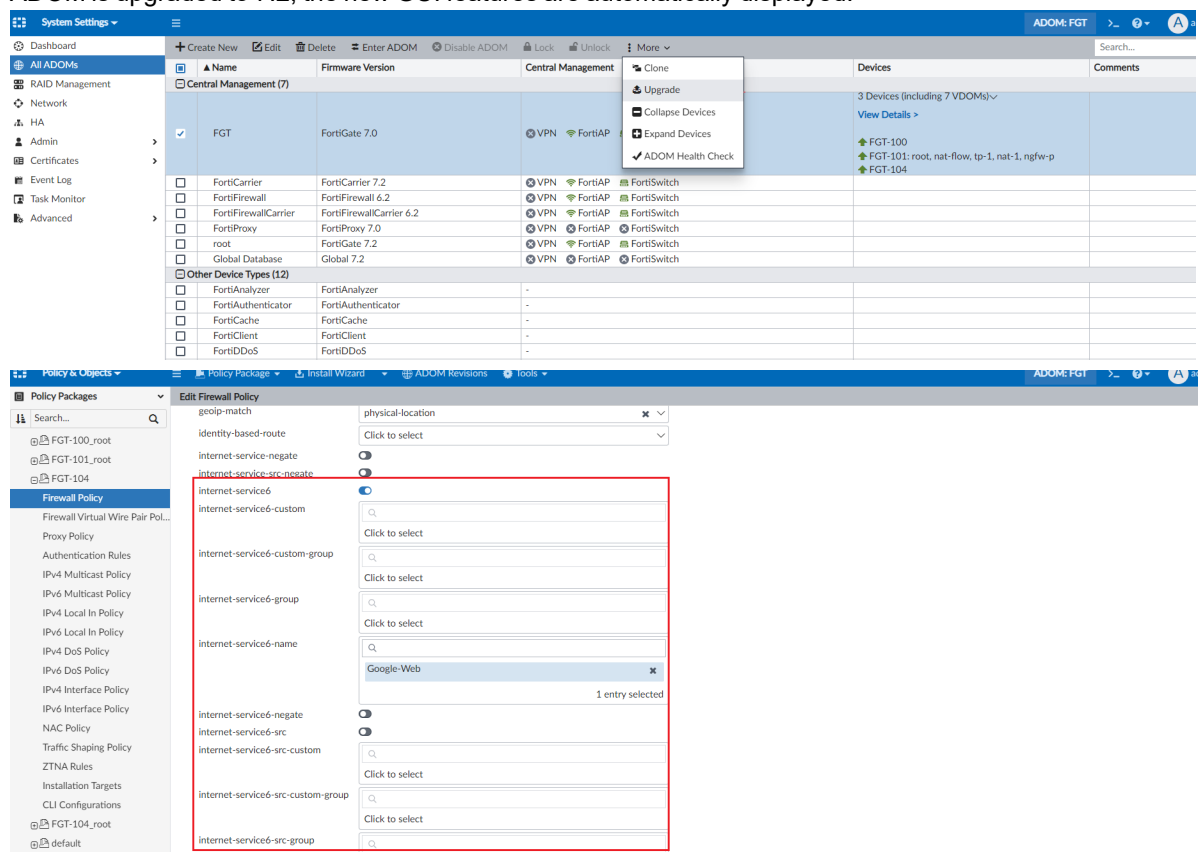 ADOM is upgraded to 7.2, the new GUI features are automatically displayed.
System Settings ADOM: FGT >_
Dashboard Create New Edit Delete Enter ADOM Disable ADOM Lock Unlock More Search...
All ADOMs Name Firmware Version Central Management Clone Devices Comments
RAID Management Central Management (7) Upgrade 3 Devices (including 7 VDOMs)
Network Collapse Devices View Details >
HA FGT FortiGate 7.0 VPN FortiAP Expand Devices FGT-100
Admin ADOM Health Check FGT-101: root, nat-flow, tp-1, nat-1, ngfw-p
Certificates FGT-104
Event Log FortiCarrier FortiCarrier 7.2 VPN FortiAP FortiSwitch
Task Monitor FortiFirewall FortiFirewall 6.2 VPN FortiAP FortiSwitch
Advanced FortiFirewallCarrier FortiFirewallCarrier 6.2 VPN FortiAP FortiSwitch
FortiProxy FortiProxy 7.0 VPN FortiAP FortiSwitch
root FortiGate 7.2 VPN FortiAP FortiSwitch
Global Database Global 7.2 VPN FortiAP FortiSwitch
Other Device Types (12)
FortiAnalyzer FortiAnalyzer -
FortiAuthenticator FortiAuthenticator -
FortiCache FortiCache -
FortiClient FortiClient -
FortiDDoS FortiDDoS -
Policy & Objects Policy Package Install Wizard ADOM Revisions Tools ADOM: FGT >_
Policy Packages Edit Firewall Policy
Search... geoip-match physical-location
FGT-100_root identity-based-route Click to select
FGT-101_root internet-service-negate
FGT-104 internet-service-src-negate
Firewall Policy internet-service6
Firewall Virtual Wire Pair Pol... internet-service6-custom
Proxy Policy Click to select
Authentication Rules internet-service6-custom-group
IPv4 Multicast Policy Click to select
IPv6 Multicast Policy internet-service6-group
IPv4 Local In Policy Click to select
IPv6 Local In Policy internet-service6-name
IPv4 DoS Policy
IPv6 DoS Policy Google-Web
IPv4 Interface Policy 1 entry selected
IPv6 Interface Policy internet-service6-negate
NAC Policy internet-service6-src
Traffic Shaping Policy internet-service6-src-custom
ZTNA Rules Click to select
Installation Targets internet-service6-src-custom-group
CLI Configurations Click to select
FGT-104_root
default internet-service6-src-group